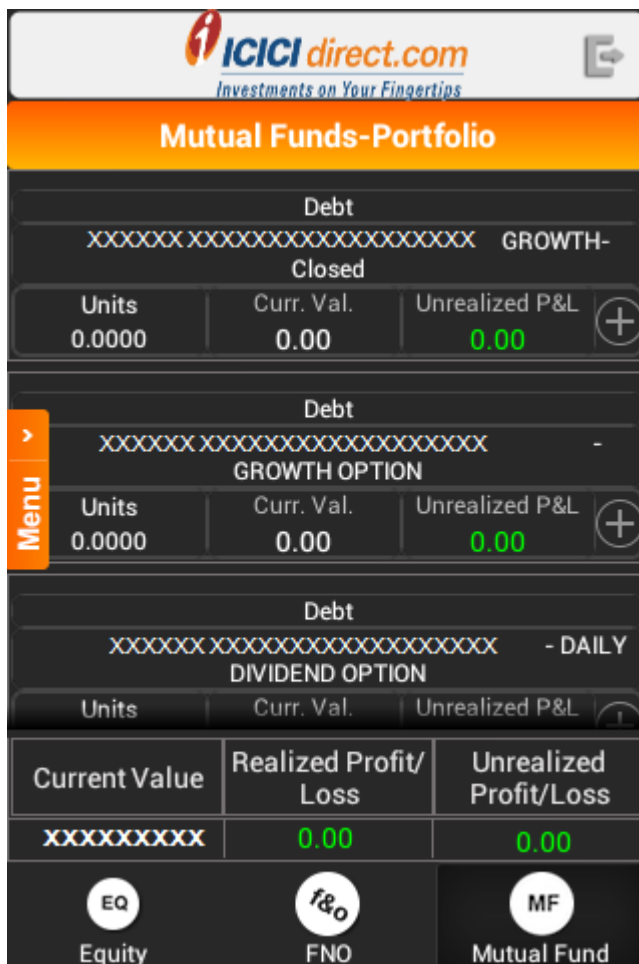 ICICI direct.com
Investments on Your Fingertips
Mutual Funds-Portfolio
Debt
XXXXXX XXXXXXXXXXXXXXXXXXX GROWTH-
Closed
Units Curr. Val. Unrealized P&L
0.0000 0.00 0.00
Debt
XXXXXX XXXXXXXXXXXXXXXXXXX -
GROWTH OPTION
Menu
Units Curr. Val. Unrealized P&L
0.0000 0.00 0.00
Debt
XXXXXX XXXXXXXXXXXXXXXXXXX - DAILY
DIVIDEND OPTION
Units Curr. Val. Unrealized P&L
Current Value Realized Profit/ Unrealized
Loss Profit/Loss
XXXXXXXXX 0.00 0.00
EQ f&o MF
Equity FNO Mutual Fund